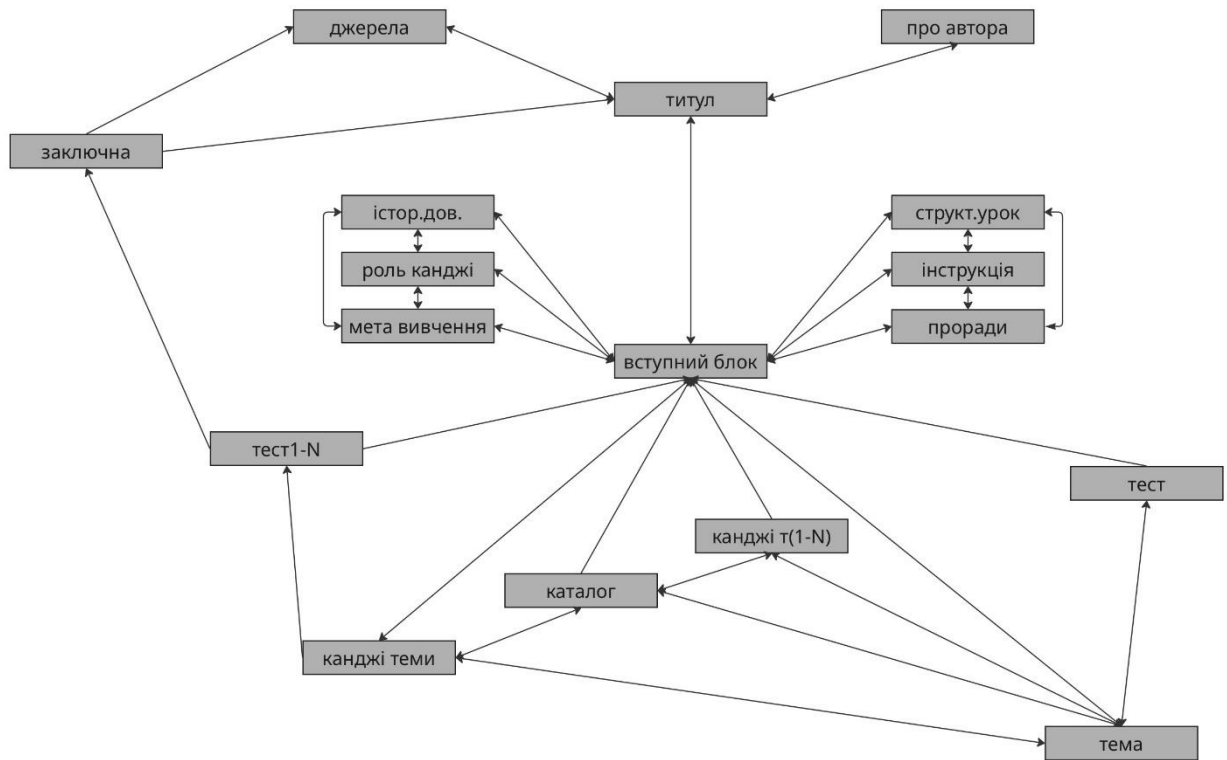 джерела
про автора
титул
заключна
істор.дов.
структ.урок
роль канджі
інструкція
мета вивчення
проради
вступний блок
тест1-N
тест
канджі т(1-N)
каталог
канджі теми
тема